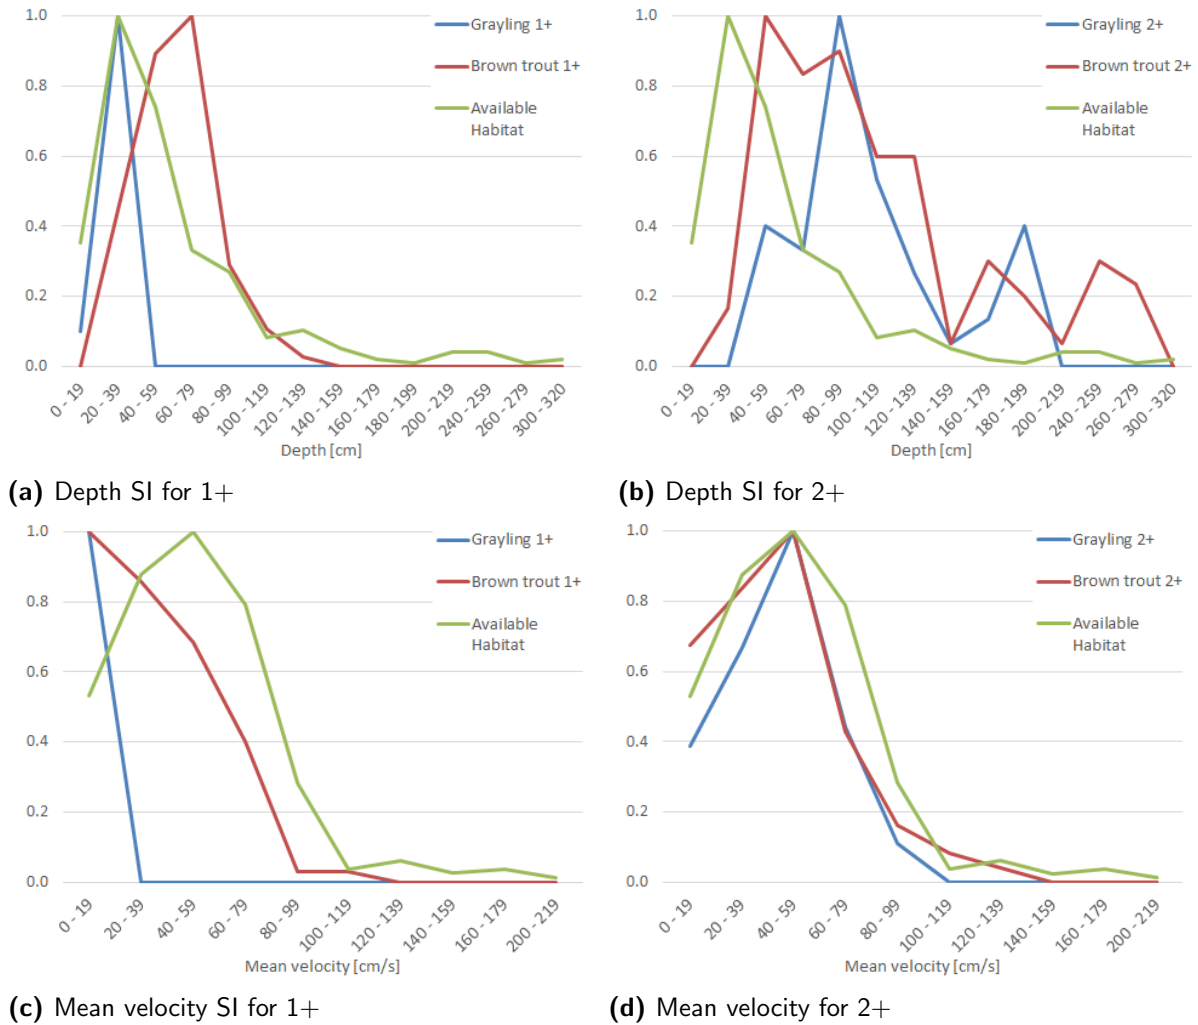 1.0
0.8
0.6
0.4
0.2
0.0
Grayling 1+
Brown trout 1+
Available
Habitat
0 - 19
20 - 39
40 - 59
60 - 79
80 - 99
100 - 119
120 - 139
140 - 159
160 - 179
180 - 199
200 - 219
240 - 259
260 - 279
300 - 320
Depth [cm]
(a) Depth SI for 1+
1.0
0.8
0.6
0.4
0.2
0.0
Grayling 2+
Brown trout 2+
Available
Habitat
0 - 19
20 - 39
40 - 59
60 - 79
80 - 99
100 - 119
120 - 139
140 - 159
160 - 179
180 - 199
200 - 219
240 - 259
260 - 279
300 - 320
Depth [cm]
(b) Depth SI for 2+
1.0
0.8
0.6
0.4
0.2
0.0
Grayling 1+
Brown trout 1+
Available
Habitat
0 - 19
20 - 39
40 - 59
60 - 79
80 - 99
100 - 119
120 - 139
140 - 159
160 - 179
200 - 219
Mean velocity [cm/s]
(c) Mean velocity SI for 1+
1.0
0.8
0.6
0.4
0.2
0.0
Grayling 2+
Brown trout 2+
Available
Habitat
0 - 19
20 - 39
40 - 59
60 - 79
80 - 99
100 - 119
120 - 139
140 - 159
160 - 179
200 - 219
Mean velocity [cm/s]
(d) Mean velocity for 2+